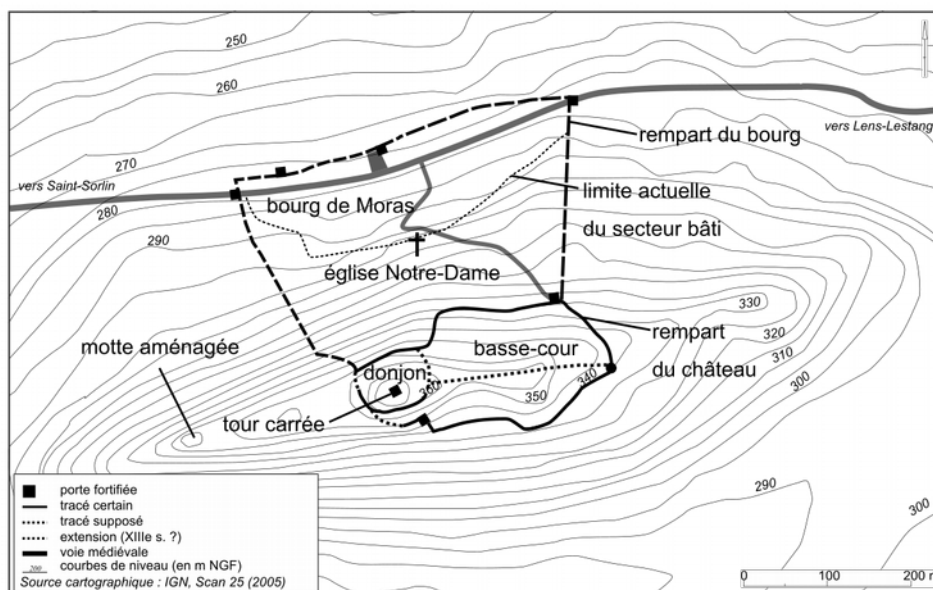 250
260
270
280
290
vers Saint-Sorlin
vers Lens-Lestang
rempart du bourg
limite actuelle
du secteur bâti
bourg de Moras
église Notre-Dame
330
320
310
300
rempart
du château
motte aménagée
basse-cour
donjon
360
350
340
tour carrée
290
300
porte fortifiée
tracé certain
tracé supposé
extension (XIIIe s. ?)
voie médiévale
200 courbes de niveau (en m NGF)
Source cartographique : IGN, Scan 25 (2005)
0 100 200 m